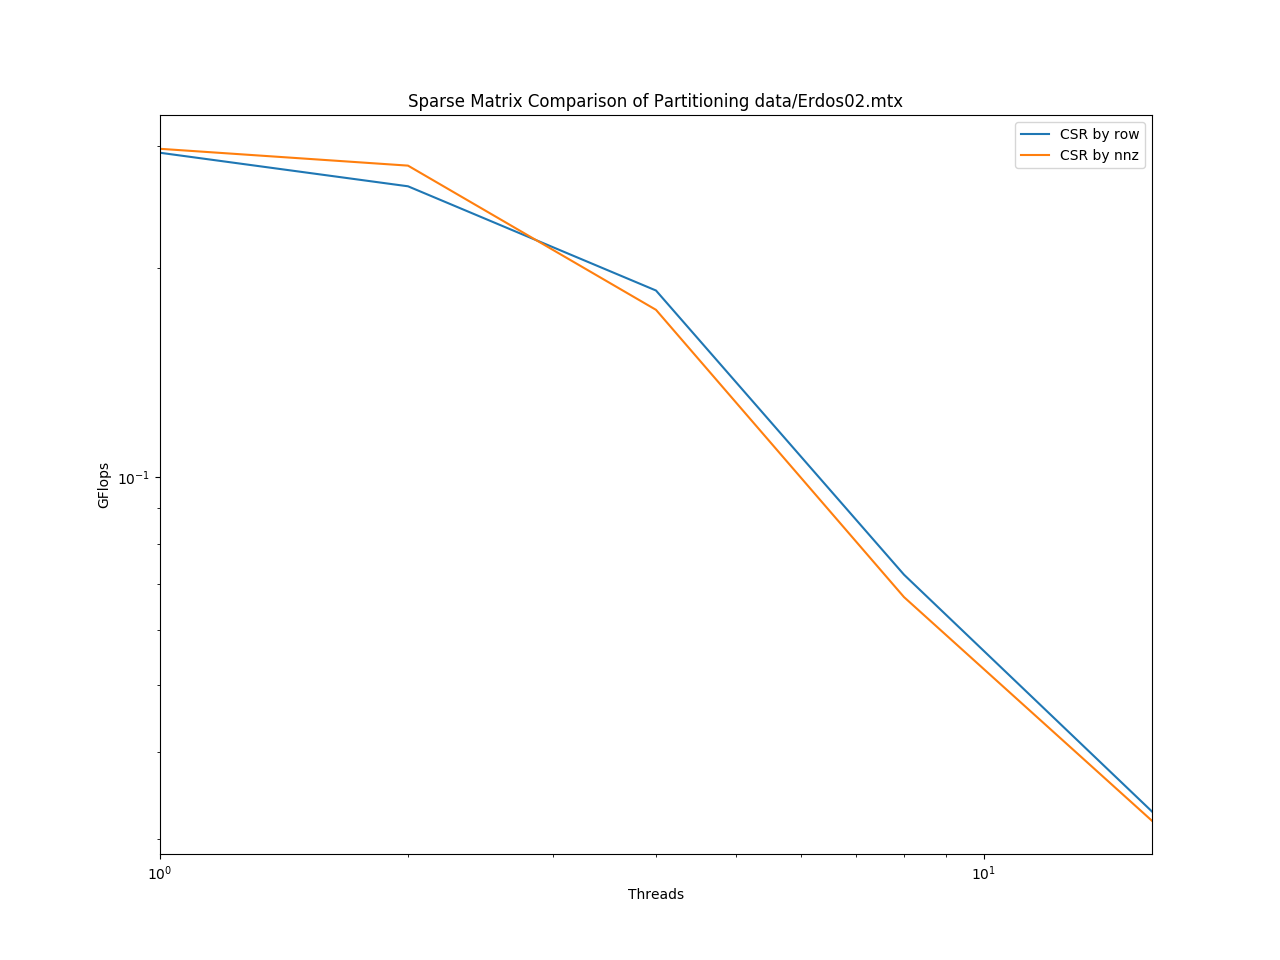 Sparse Matrix Comparison of Partitioning data/Erdos02.mtx
CSR by row
CSR by nnz
GFlops
10⁻¹
10⁰
10¹
Threads